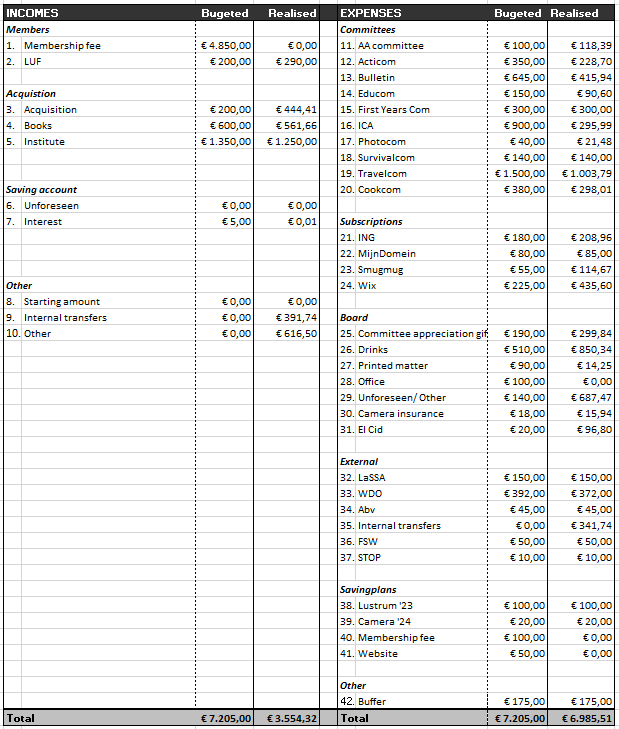 INCOMES Bugeted Realised EXPENSES Bugeted Realised
Members Committees
1. Membership fee € 4.850,00 € 0,00 11. AA committee € 100,00 € 118,39
2. LUF € 200,00 € 290,00 12. Acticom € 350,00 € 228,70
13. Bulletin € 645,00 € 415,94
Acquistion 14. Educom € 150,00 € 90,60
3. Acquisition € 200,00 € 444,41 15. First Years Com € 300,00 € 300,00
4. Books € 600,00 € 561,66 16. ICA € 900,00 € 295,99
5. Institute € 1.350,00 € 1.250,00 17. Photocom € 40,00 € 21,48
18. Survivalcom € 140,00 € 140,00
19. Travelcom € 1.500,00 € 1.003,79
Saving account 20. Cookcom € 380,00 € 298,01
6. Unforeseen € 0,00 € 0,00
7. Interest € 5,00 € 0,01 Subscriptions
21. ING € 180,00 € 208,96
22. MijnDomein € 80,00 € 85,00
23. Smugmug € 55,00 € 114,67
Other 24. Wix € 225,00 € 435,60
8. Starting amount € 0,00 € 0,00
9. Internal transfers € 0,00 € 391,74 Board
10. Other € 0,00 € 616,50 25. Committee appreciation gif € 190,00 € 299,84
26. Drinks € 510,00 € 850,34
27. Printed matter € 90,00 € 14,25
28. Office € 100,00 € 0,00
29. Unforeseen/ Other € 140,00 € 687,47
30. Camera insurance € 18,00 € 15,94
31. El Cid € 20,00 € 96,80
External
32. LaSSA € 150,00 € 150,00
33. WDO € 392,00 € 372,00
34. Abv € 45,00 € 45,00
35. Internal transfers € 0,00 € 341,74
36. FSW € 50,00 € 50,00
37. STOP € 10,00 € 10,00
Savingplans
38. Lustrum '23 € 100,00 € 100,00
39. Camera '24 € 20,00 € 20,00
40. Membership fee € 100,00 € 0,00
41. Website € 50,00 € 0,00
Other
42. Buffer € 175,00 € 175,00
Total € 7.205,00 € 3.554,32 Total € 7.205,00 € 6.985,51